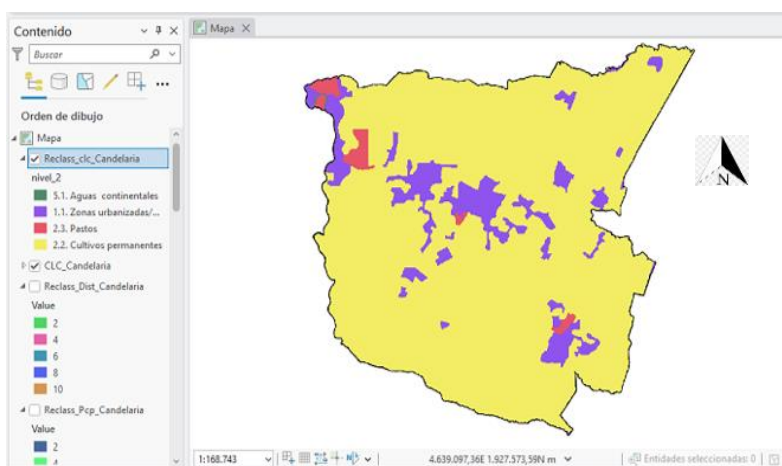 Contenido
Buscar
Orden de dibujo
Mapa
Reclass_clc_Candelaria
nivel_2
5.1. Aguas continentales
1.1. Zonas urbanizadas/...
2.3. Pastos
2.2. Cultivos permanentes
CLC_Candelaria
Reclass_Dist_Candelaria
Value
2
4
6
8
10
Reclass_Pcp_Candelaria
Value
2
4
Mapa
N
1:168.743
4.639.097,36E 1.927.573,59N m
Entidades seleccionadas: 0